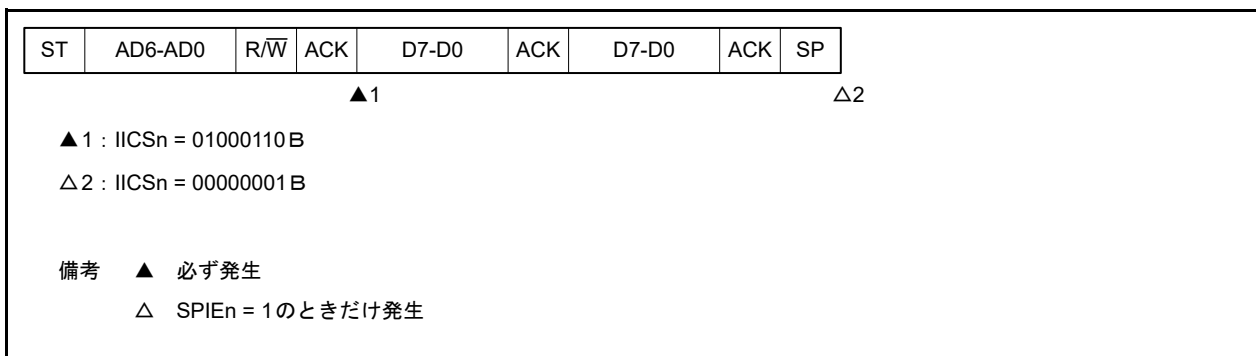 ST AD6-AD0 R/W̅ ACK D7-D0 ACK D7-D0 ACK SP
▲1 △2
▲1：IICSn = 01000110B
△2：IICSn = 00000001B
備考 ▲ 必ず発生
△ SPIEn = 1のときだけ発生